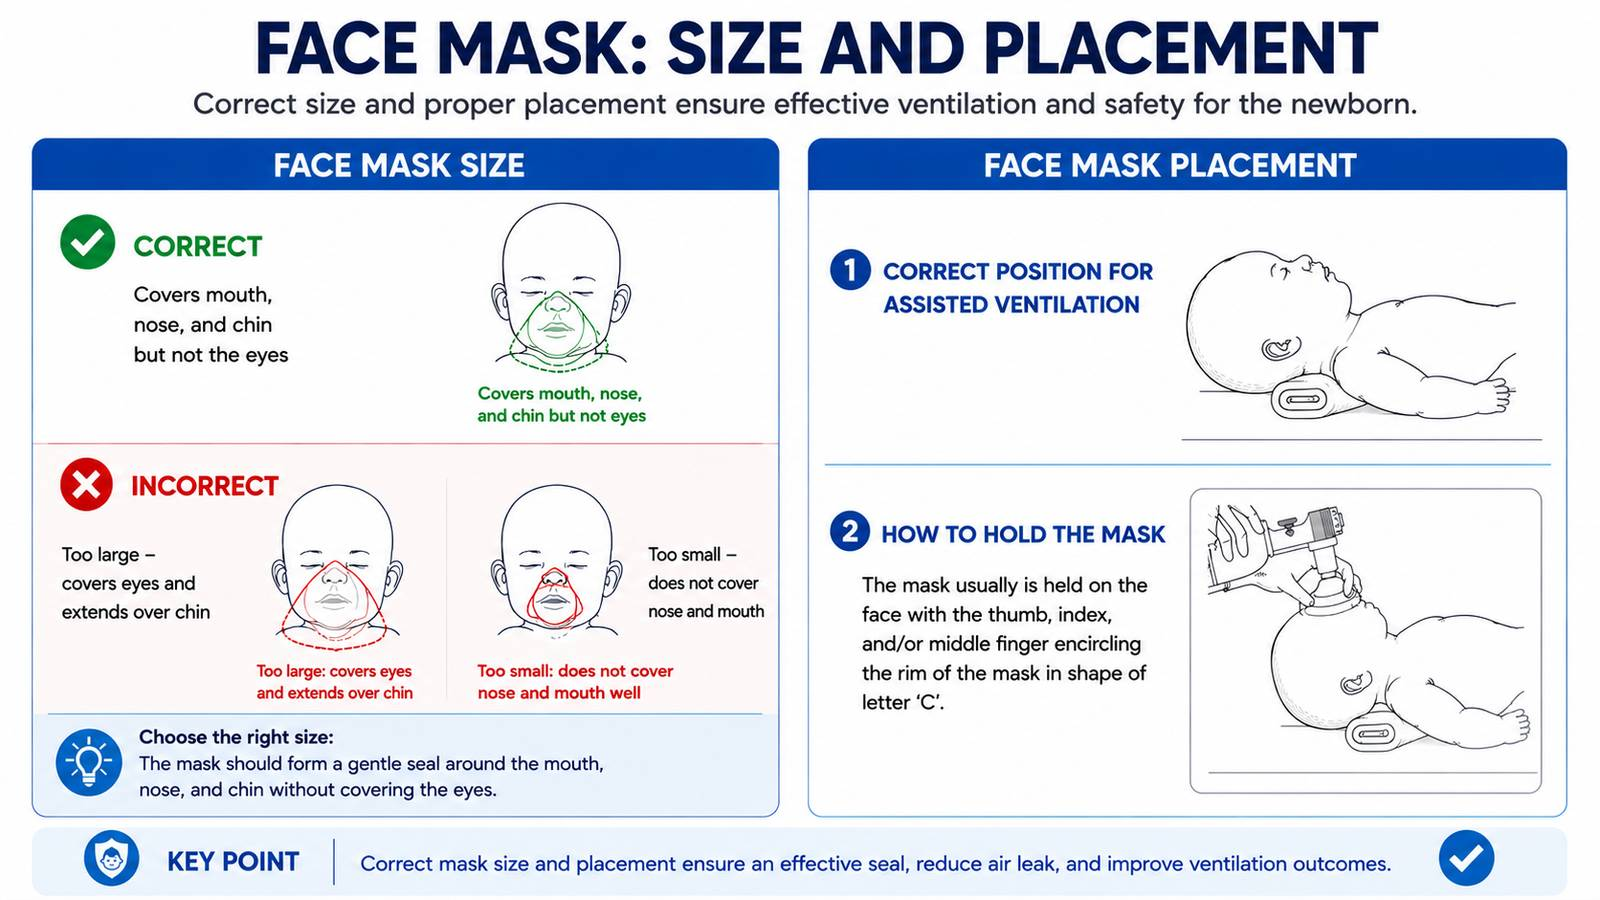 FACE MASK: SIZE AND PLACEMENT
Correct size and proper placement ensure effective ventilation and safety for the newborn.
FACE MASK SIZE
CORRECT
Covers mouth,
nose, and chin
but not the eyes
Covers mouth, nose,
and chin but not eyes
INCORRECT
Too large –
covers eyes and
extends over chin
Too large: covers eyes
and extends over chin
Too small –
does not cover
nose and mouth
Too small: does not cover
nose and mouth well
Choose the right size:
The mask should form a gentle seal around the mouth,
nose, and chin without covering the eyes.
FACE MASK PLACEMENT
1 CORRECT POSITION FOR
ASSISTED VENTILATION
2 HOW TO HOLD THE MASK
The mask usually is held on the
face with the thumb, index,
and/or middle finger encircling
the rim of the mask in shape of
letter ‘C’.
KEY POINT
Correct mask size and placement ensure an effective seal, reduce air leak, and improve ventilation outcomes.